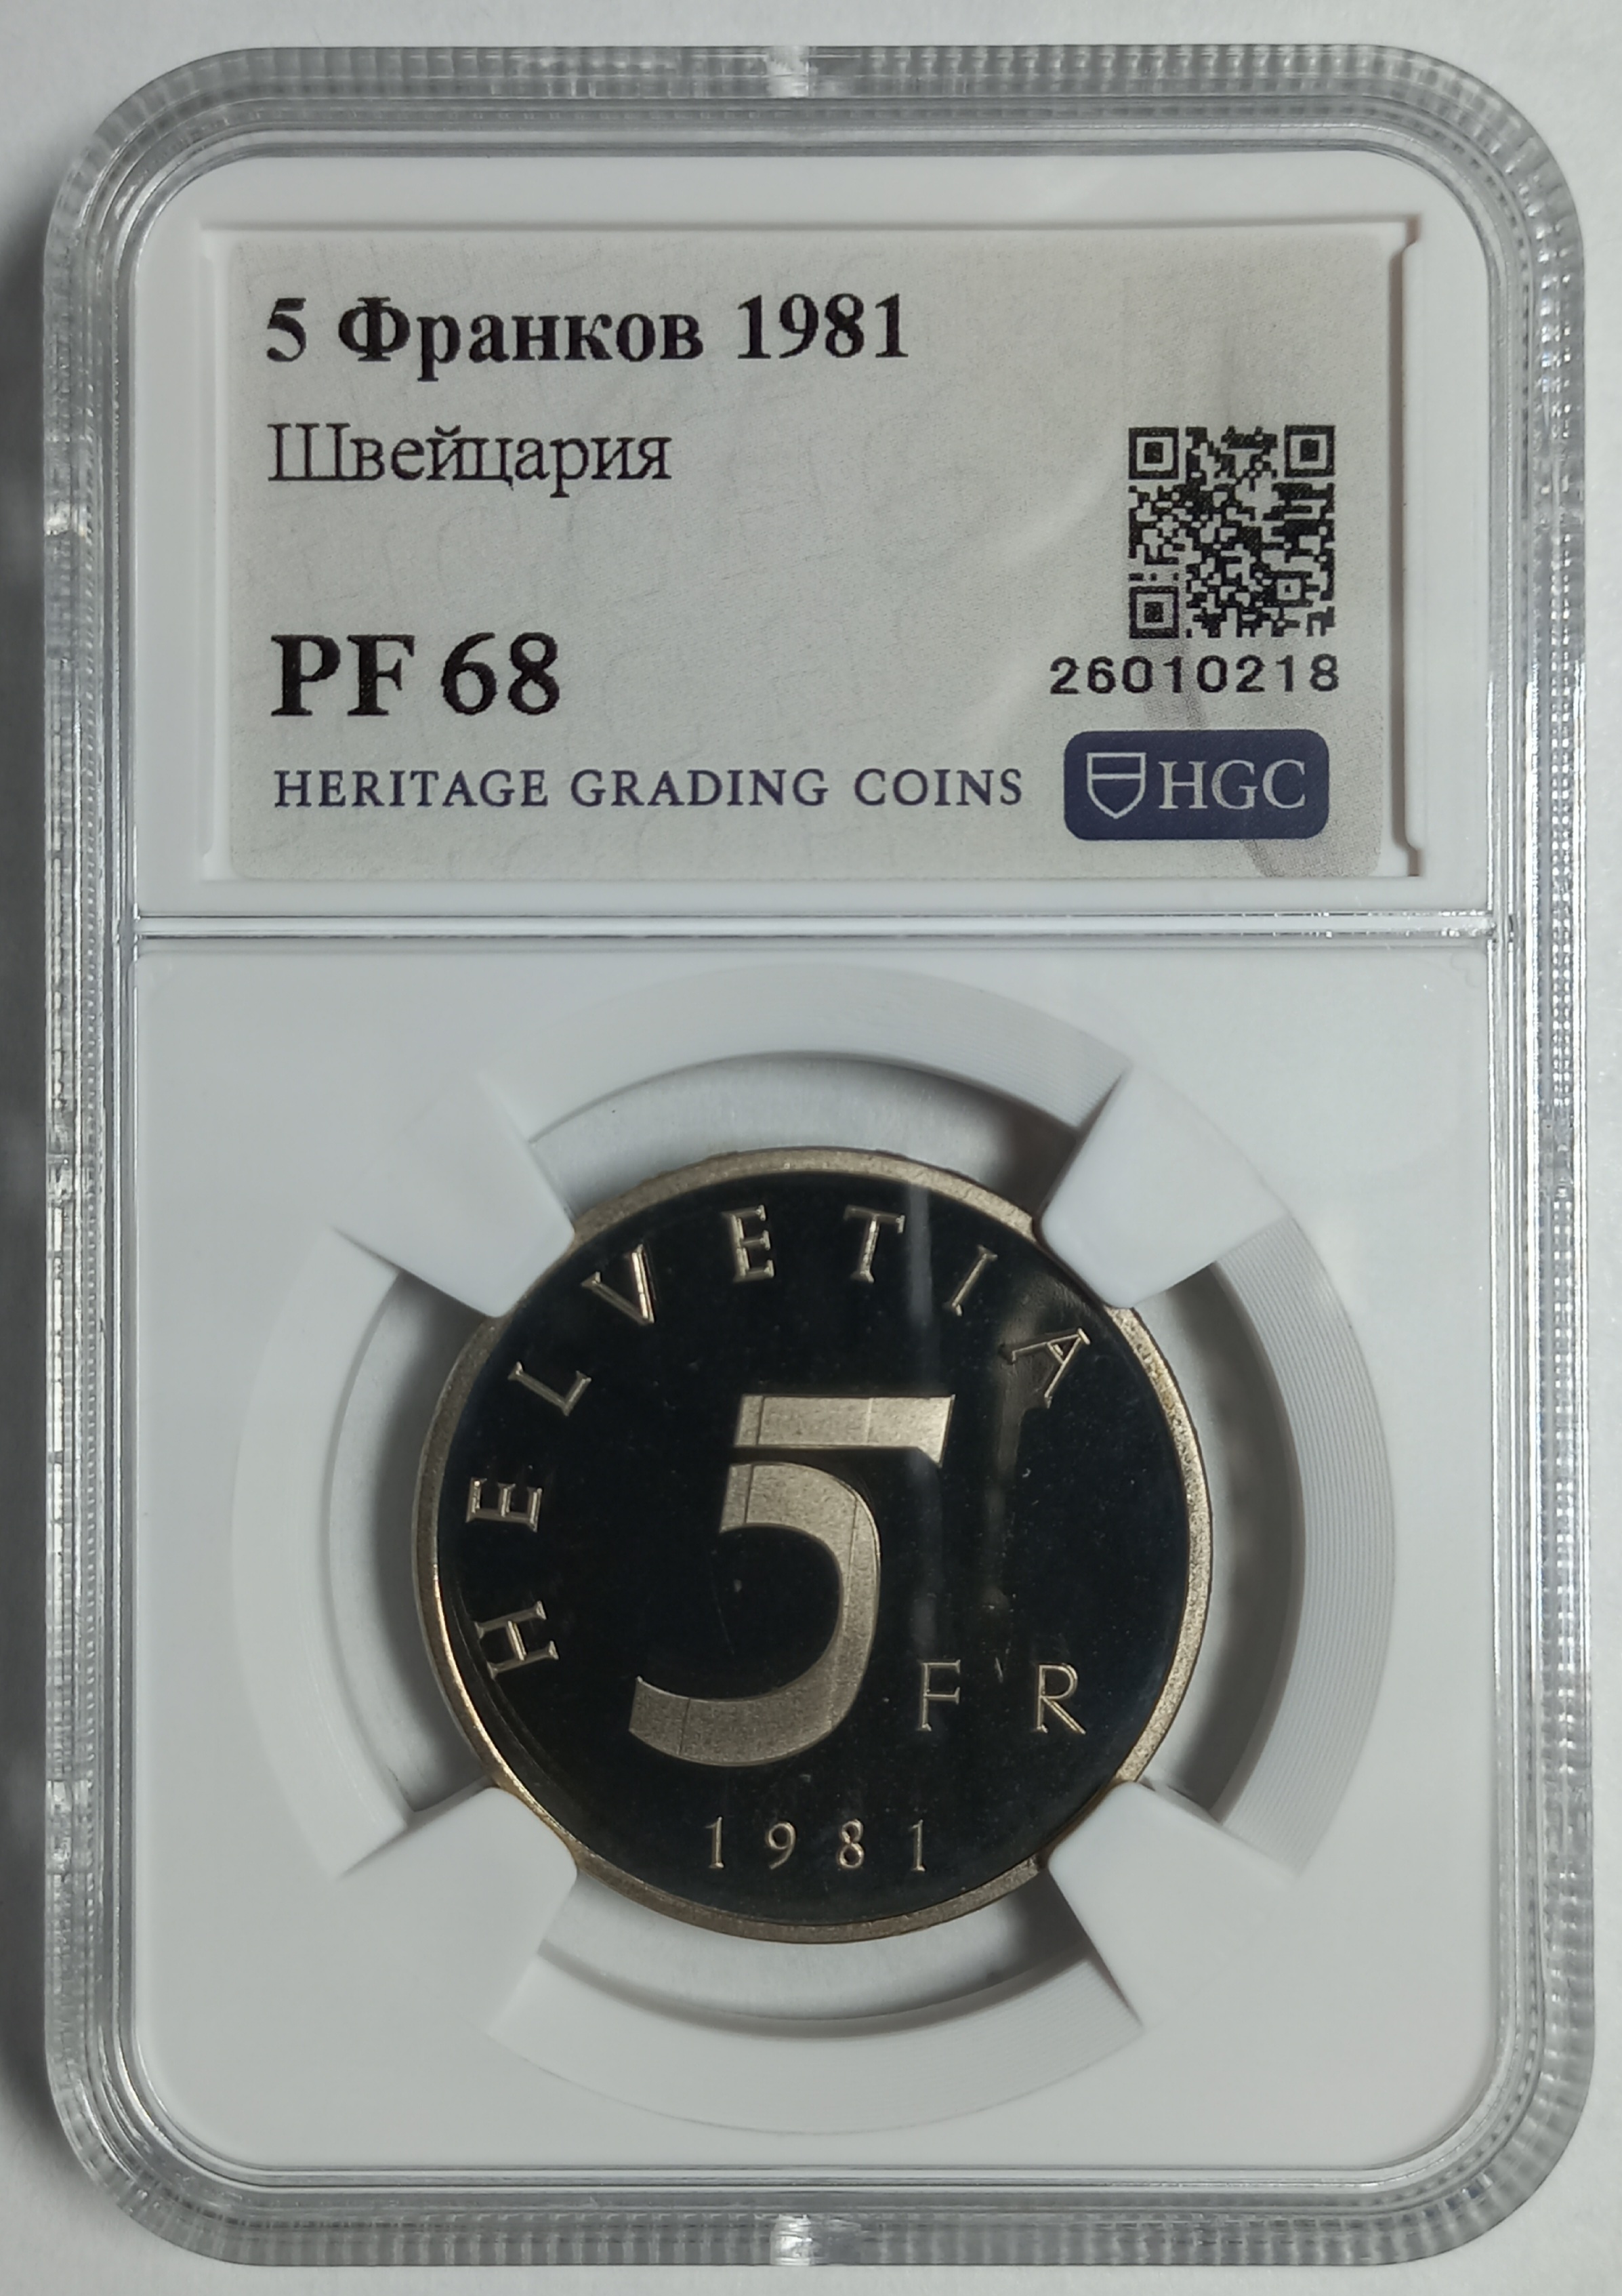 5 Франков 1981
Швейцария
PF 68
26010218
HERITAGE GRADING COINS
HGC
HELVETIA
5 FR
1981